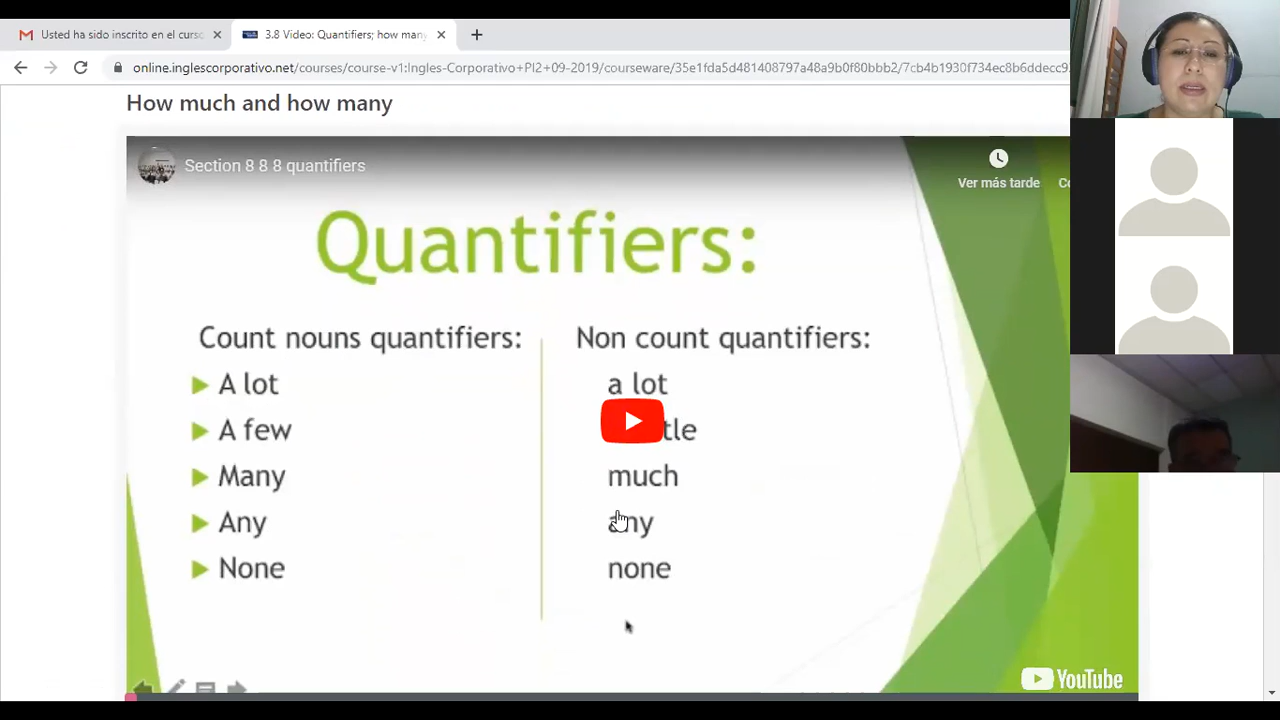 Usted ha sido inscrito en el curso
3.8 Video: Quantifiers; how many
online.inglescorporativo.net/courses/course-v1:Ingles-Corporativo+PI2+09-2019/courseware/35e1fda5d481408797a48a9b0f80bbb2/7cb4b1930f734ec8b6ddecc9
How much and how many
Section 8 8 8 quantifiers
Ver más tarde
Quantifiers:
Count nouns quantifiers:
A lot
A few
Many
Any
None
Non count quantifiers:
a lot
tle
much
any
none
YouTube